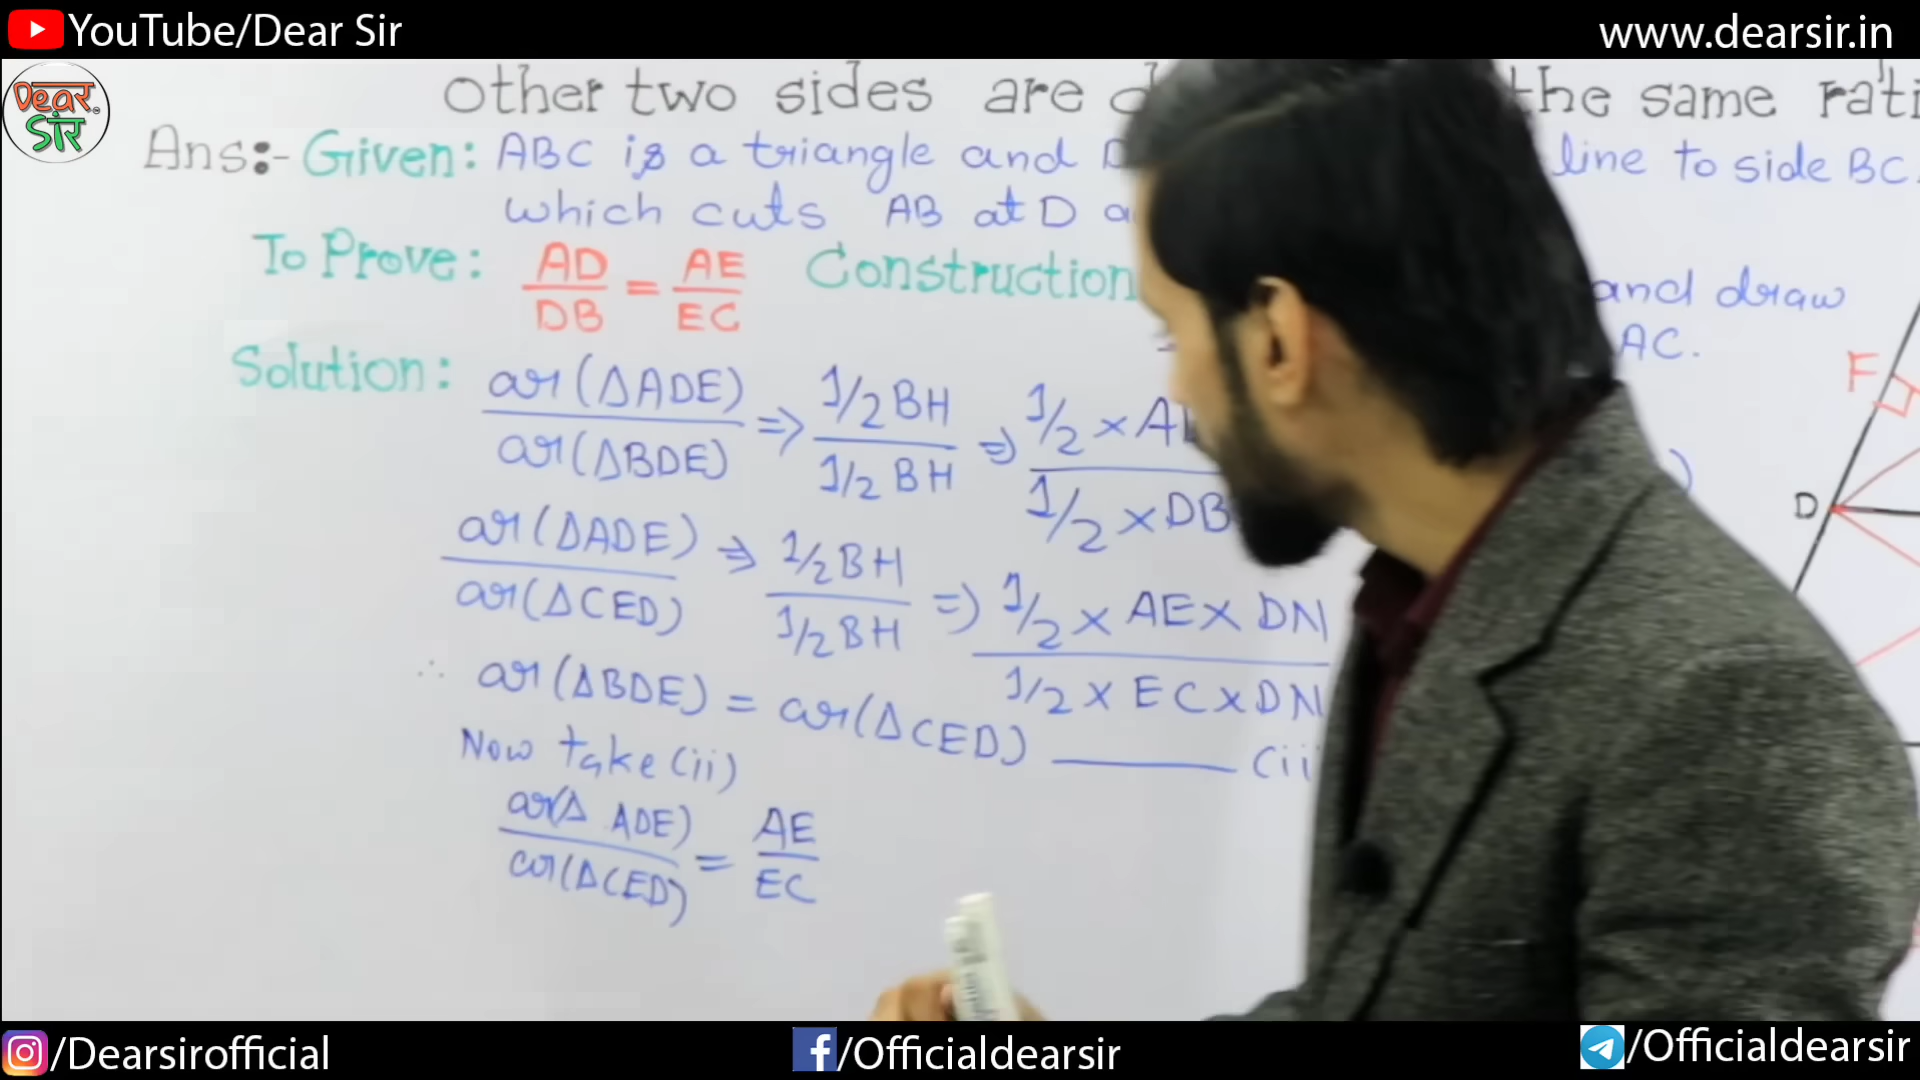 YouTube/Dear Sir
www.dearsir.in
Dear
सर
Other two sides are the same rati
Ans:- Given: ABC is a triangle and D line to side BC.
which cuts AB at D a
To Prove: AD/DB = AE/EC Construction and draw
AC.
F
Solution: ar(ΔADE)/ar(ΔBDE) => 1/2 BH/1/2 BH => 1/2 × A/1/2 × DB
)
D
ar(ΔADE)/ar(ΔCED) => 1/2 BH/1/2 BH => 1/2 × AE × DN/1/2 × EC × DN
∴ ar(ΔBDE) = ar(ΔCED) ——— (ii
Now take (ii)
ar(Δ ADE)/ar(ΔCED) = AE/EC
/Dearsirofficial
/Officialdearsir
/Officialdearsir